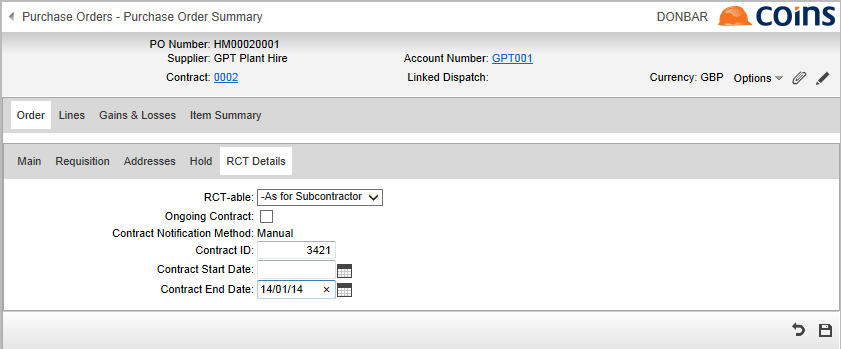 Purchase Orders - Purchase Order Summary DONBAR coins
PO Number: HM00020001
Supplier: GPT Plant Hire Account Number: GPT001
Contract: 0002 Linked Dispatch: Currency: GBP Options
Order Lines Gains & Losses Item Summary
Main Requisition Addresses Hold RCT Details
RCT-able: -As for Subcontractor
Ongoing Contract:
Contract Notification Method: Manual
Contract ID: 3421
Contract Start Date:
Contract End Date: 14/01/14 ×